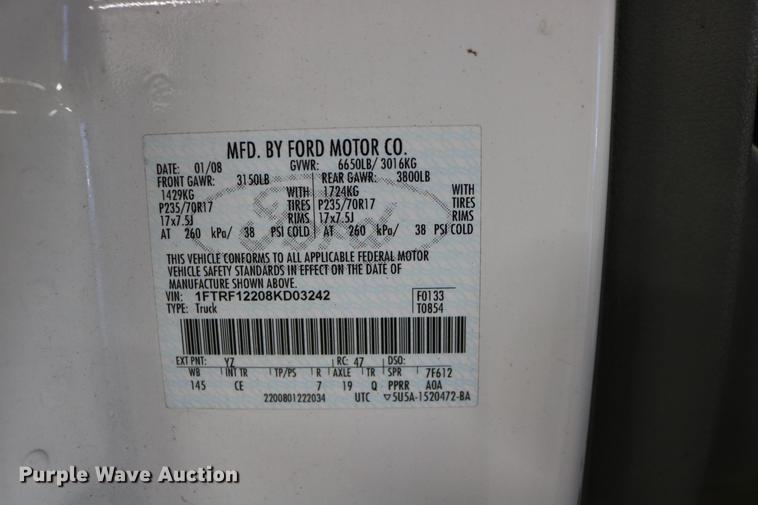 MFD. BY FORD MOTOR CO.
DATE: 01/08 GVWR: 6650LB/ 3016KG
FRONT GAWR: 3150LB REAR GAWR: 3800LB
1429KG WITH 1724KG WITH
P235/70R17 TIRES P235/70R17 TIRES
17x7.5J RIMS 17x7.5J RIMS
AT 260 kPa/ 38 PSI COLD AT 260 kPa/ 38 PSI COLD
Ford
THIS VEHICLE CONFORMS TO ALL APPLICABLE FEDERAL MOTOR
VEHICLE SAFETY STANDARDS IN EFFECT ON THE DATE OF
MANUFACTURE SHOWN ABOVE.
VIN: 1FTRF12208KD03242 F0133
TYPE: Truck T0854
EXT PNT: YZ RC: 47 DSO:
WB INT TR TP/PS R AXLE TR SPR 7F612
145 CE 7 19 Q PPRR AOA
2200801222034 UTC ▽5U5A-1520472-BA
Purple Wave Auction